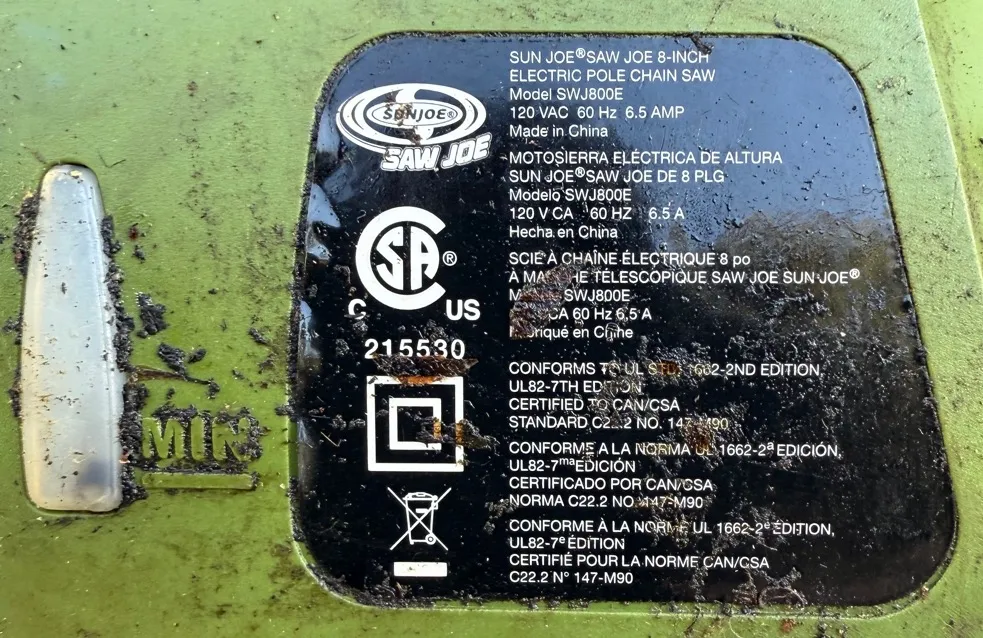 SUN JOE® SAW JOE 8-INCH
ELECTRIC POLE CHAIN SAW
Model SWJ800E
120 VAC 60 Hz 6.5 AMP
Made in China
MOTOSIERRA ELÉCTRICA DE ALTURA
SUN JOE® SAW JOE DE 8 PLG
Modelo SWJ800E
120 V CA 60 HZ 6.5 A
Hecha en China
SCIE À CHAÎNE ÉLECTRIQUE 8 po
À TÉLESCOPIQUE SAW JOE SUN JOE®
SWJ800E
CA 60 Hz 6,5 A
en Chine
CONFORMS TO UL STD. 1662-2ND EDITION,
UL82-7TH EDITION
CERTIFIED TO CAN/CSA
STANDARD C22.2 NO. 147-M90
CONFORME A LA NORMA UL 1662-2ª EDICIÓN,
UL82-7ma EDICIÓN
CERTIFICADO POR CAN/CSA
NORMA C22.2 NO. 147-M90
CONFORME À LA NORME UL 1662-2e ÉDITION,
UL82-7e ÉDITION
CERTIFIÉ POUR LA NORME CAN/CSA
C22.2 N° 147-M90
SUNJOE®
SAW JOE
CSA®
C US
215530
MIN